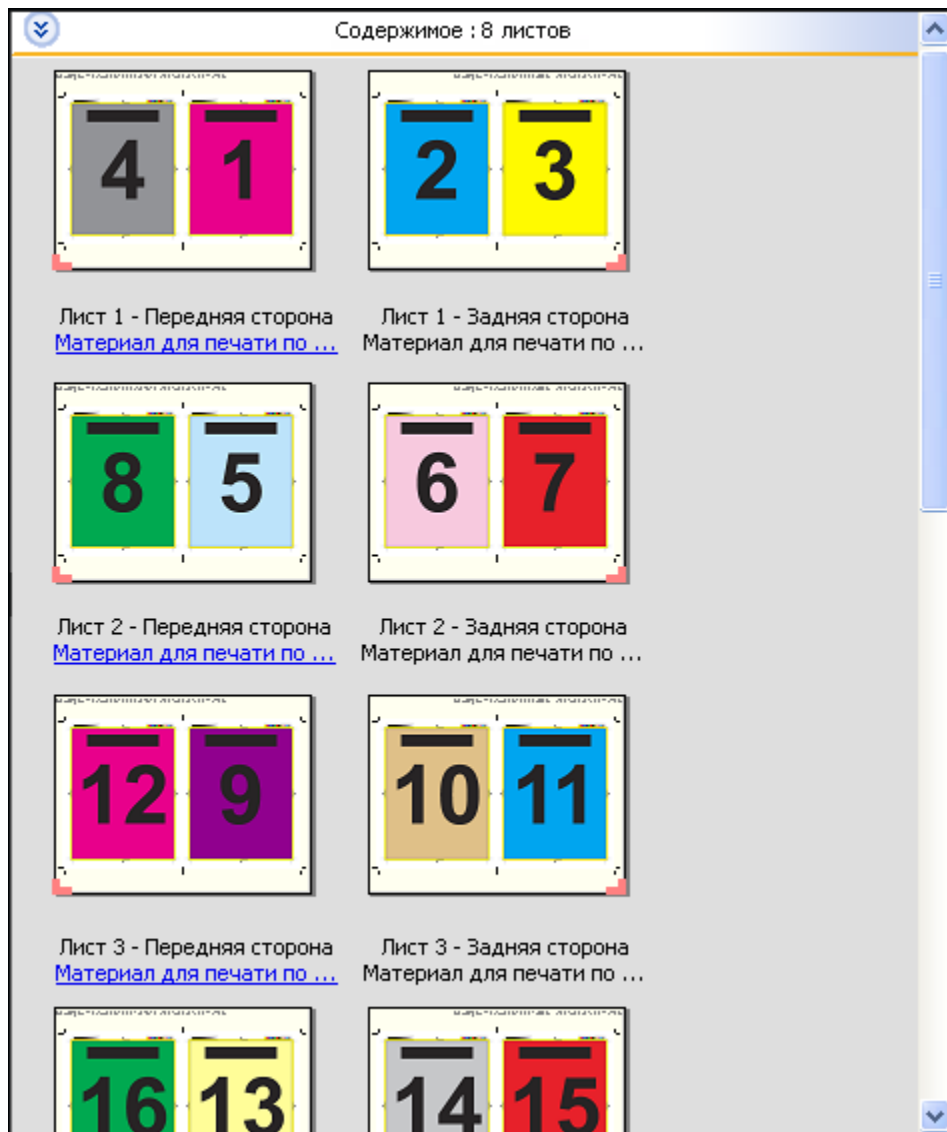 Содержимое : 8 листов
4 1 2 3
Лист 1 - Передняя сторона Лист 1 - Задняя сторона
Материал для печати по ... Материал для печати по ...
8 5 6 7
Лист 2 - Передняя сторона Лист 2 - Задняя сторона
Материал для печати по ... Материал для печати по ...
12 9 10 11
Лист 3 - Передняя сторона Лист 3 - Задняя сторона
Материал для печати по ... Материал для печати по ...
16 13 14 15